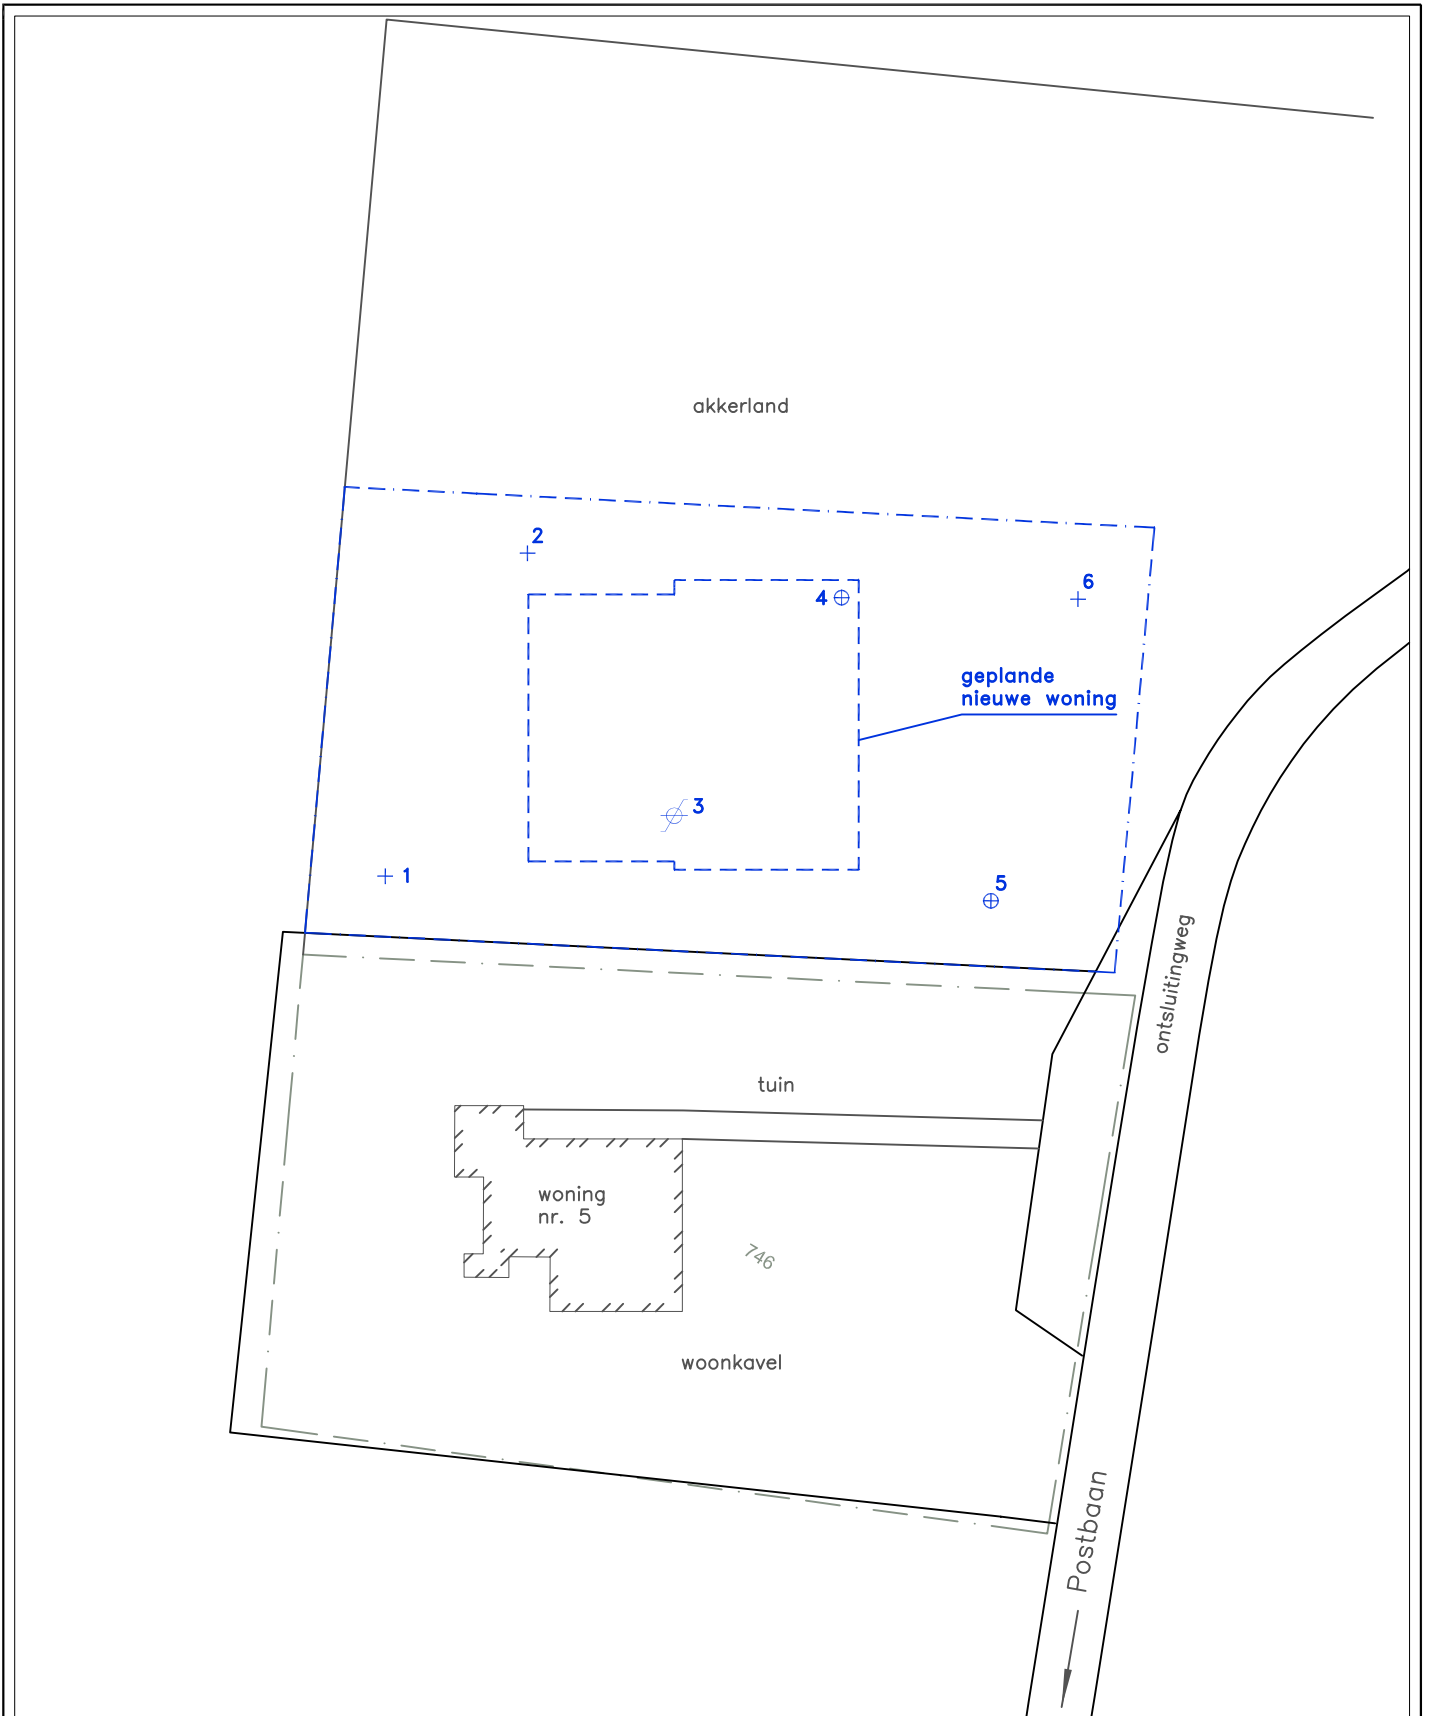 akkerland
2
6
4
geplande
nieuwe woning
3
1
5
ontsluitingweg
tuin
woning
nr. 5
746
woonkavel
Postbaan